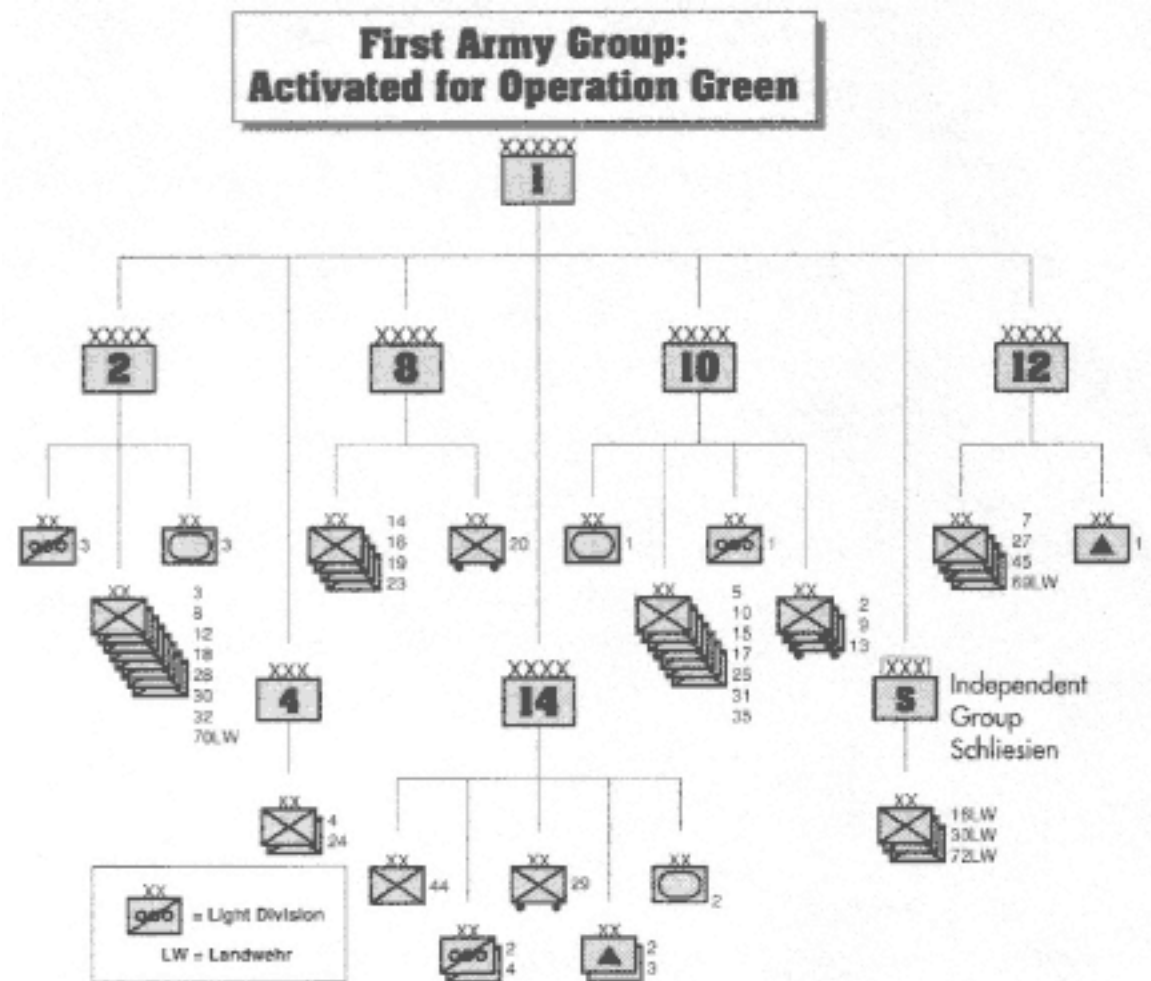 First Army Group:
Activated for Operation Green
XXXXX
1
XXXX
2
XXXX
8
XXXX
10
XXXX
12
XX
3
XX
3
XX
3
8
12
18
28
30
32
70LW
XX
14
16
19
23
XX
20
XX
1
XX
1
XX
5
10
15
17
25
31
35
XX
2
9
13
XX
7
27
45
69LW
XX
1
XXX
4
XX
4
24
XXXX
14
XX
44
XX
2
4
XX
29
XX
2
3
XX
2
XXX
S
Independent
Group
Schliesien
XX
16LW
30LW
72LW
XX
= Light Division
LW = Landwehr